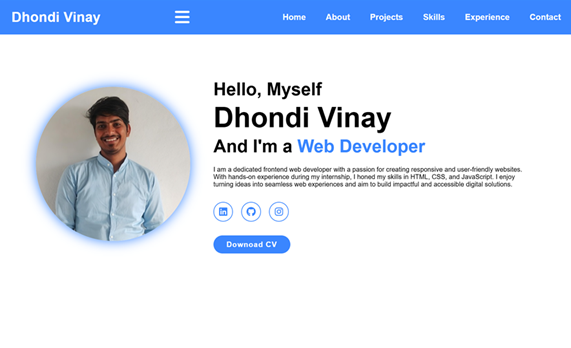 Dhondi Vinay
Home About Projects Skills Experience Contact
Hello, Myself
Dhondi Vinay
And I'm a Web Developer
I am a dedicated frontend web developer with a passion for creating responsive and user-friendly websites.
With hands-on experience during my internship, I honed my skills in HTML, CSS, and JavaScript. I enjoy
turning ideas into seamless web experiences and aim to build impactful and accessible digital solutions.
in
Downoad CV